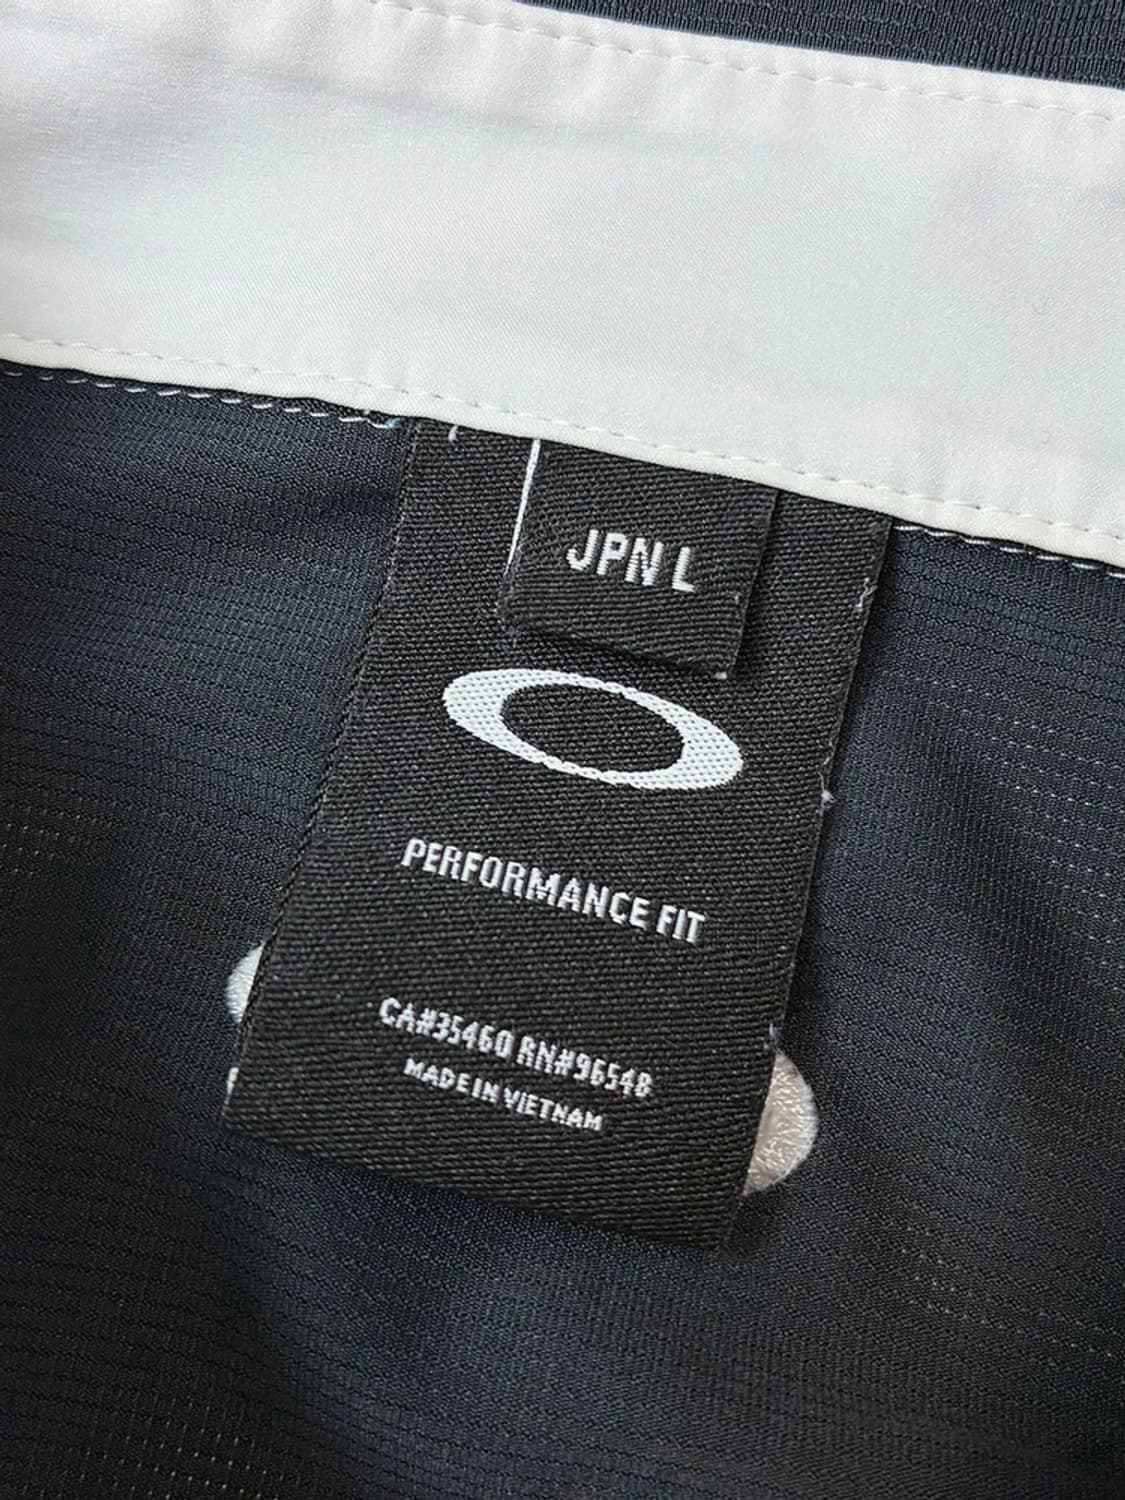 JPN L
PERFORMANCE FIT
CA#35460 RN#96548
MADE IN VIETNAM